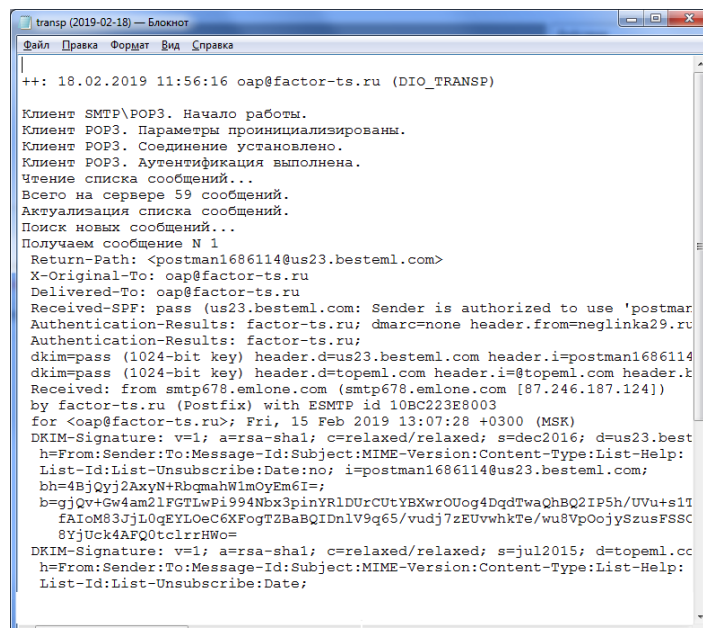 transp (2019-02-18) — Блокнот
Файл Правка Формат Вид Справка
++: 18.02.2019 11:56:16 oap@factor-ts.ru (DIO_TRANSP)
Клиент SMTP\POP3. Начало работы.
Клиент POP3. Параметры проинициализированы.
Клиент POP3. Соединение установлено.
Клиент POP3. Аутентификация выполнена.
Чтение списка сообщений...
Всего на сервере 59 сообщений.
Актуализация списка сообщений.
Поиск новых сообщений...
Получаем сообщение N 1
Return-Path: <postman1686114@us23.besteml.com>
X-Original-To: oap@factor-ts.ru
Delivered-To: oap@factor-ts.ru
Received-SPF: pass (us23.besteml.com: Sender is authorized to use 'postmar
Authentication-Results: factor-ts.ru; dmarc=none header.from=neglinka29.ru
Authentication-Results: factor-ts.ru;
dkim=pass (1024-bit key) header.d=us23.besteml.com header.i=postman1686114
dkim=pass (1024-bit key) header.d=topeml.com header.i=@topeml.com header.b
Received: from smtp678.emlone.com (smtp678.emlone.com [87.246.187.124])
by factor-ts.ru (Postfix) with ESMTP id 10BC223E8003
for <oap@factor-ts.ru>; Fri, 15 Feb 2019 13:07:28 +0300 (MSK)
DKIM-Signature: v=1; a=rsa-sha1; c=relaxed/relaxed; s=dec2016; d=us23.best
h=From:Sender:To:Message-Id:Subject:MIME-Version:Content-Type:List-Help:
List-Id:List-Unsubscribe:Date:no; i=postman1686114@us23.besteml.com;
bh=4BjQyj2AxyN+RbqmahW1mOyEm6I=;
b=gjQv+Gw4am2lFGTLwPi994Nbx3pinYRlDUrCUtYBXwrOUog4DqdTwaQhBQ2IP5h/UVu+s1T
fAIoM83JjL0qEYLOeC6XFogTZBaBQIDnlV9q65/vudj7zEUvwhkTe/wu8VpOojySzusFSSC
8YjUck4AFQ0tclrrHWo=
DKIM-Signature: v=1; a=rsa-sha1; c=relaxed/relaxed; s=jul2015; d=topeml.cc
h=From:Sender:To:Message-Id:Subject:MIME-Version:Content-Type:List-Help:
List-Id:List-Unsubscribe:Date;